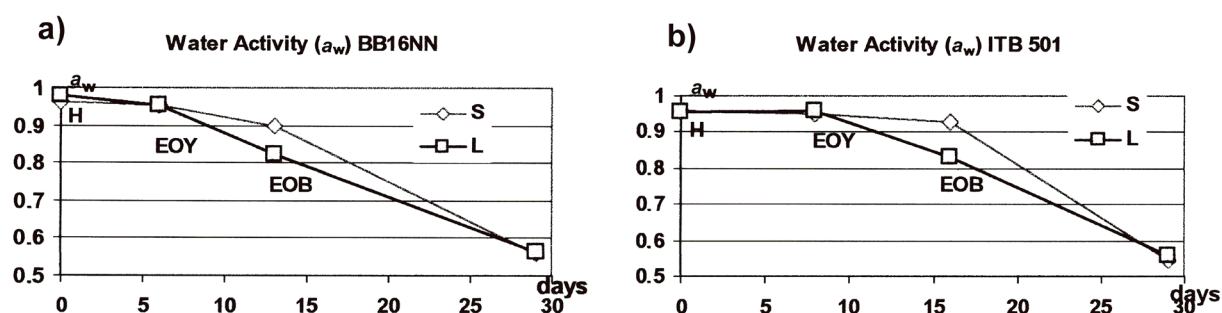 a)
Water Activity (aw) BB16NN
1
0.9
0.8
0.7
0.6
0.5
aw
H
EOY
EOB
S
L
0 5 10 15 20 25 30
days
b)
Water Activity (aw) ITB 501
1
0.9
0.8
0.7
0.6
0.5
aw
H
EOY
EOB
S
L
0 5 10 15 20 25 30
days